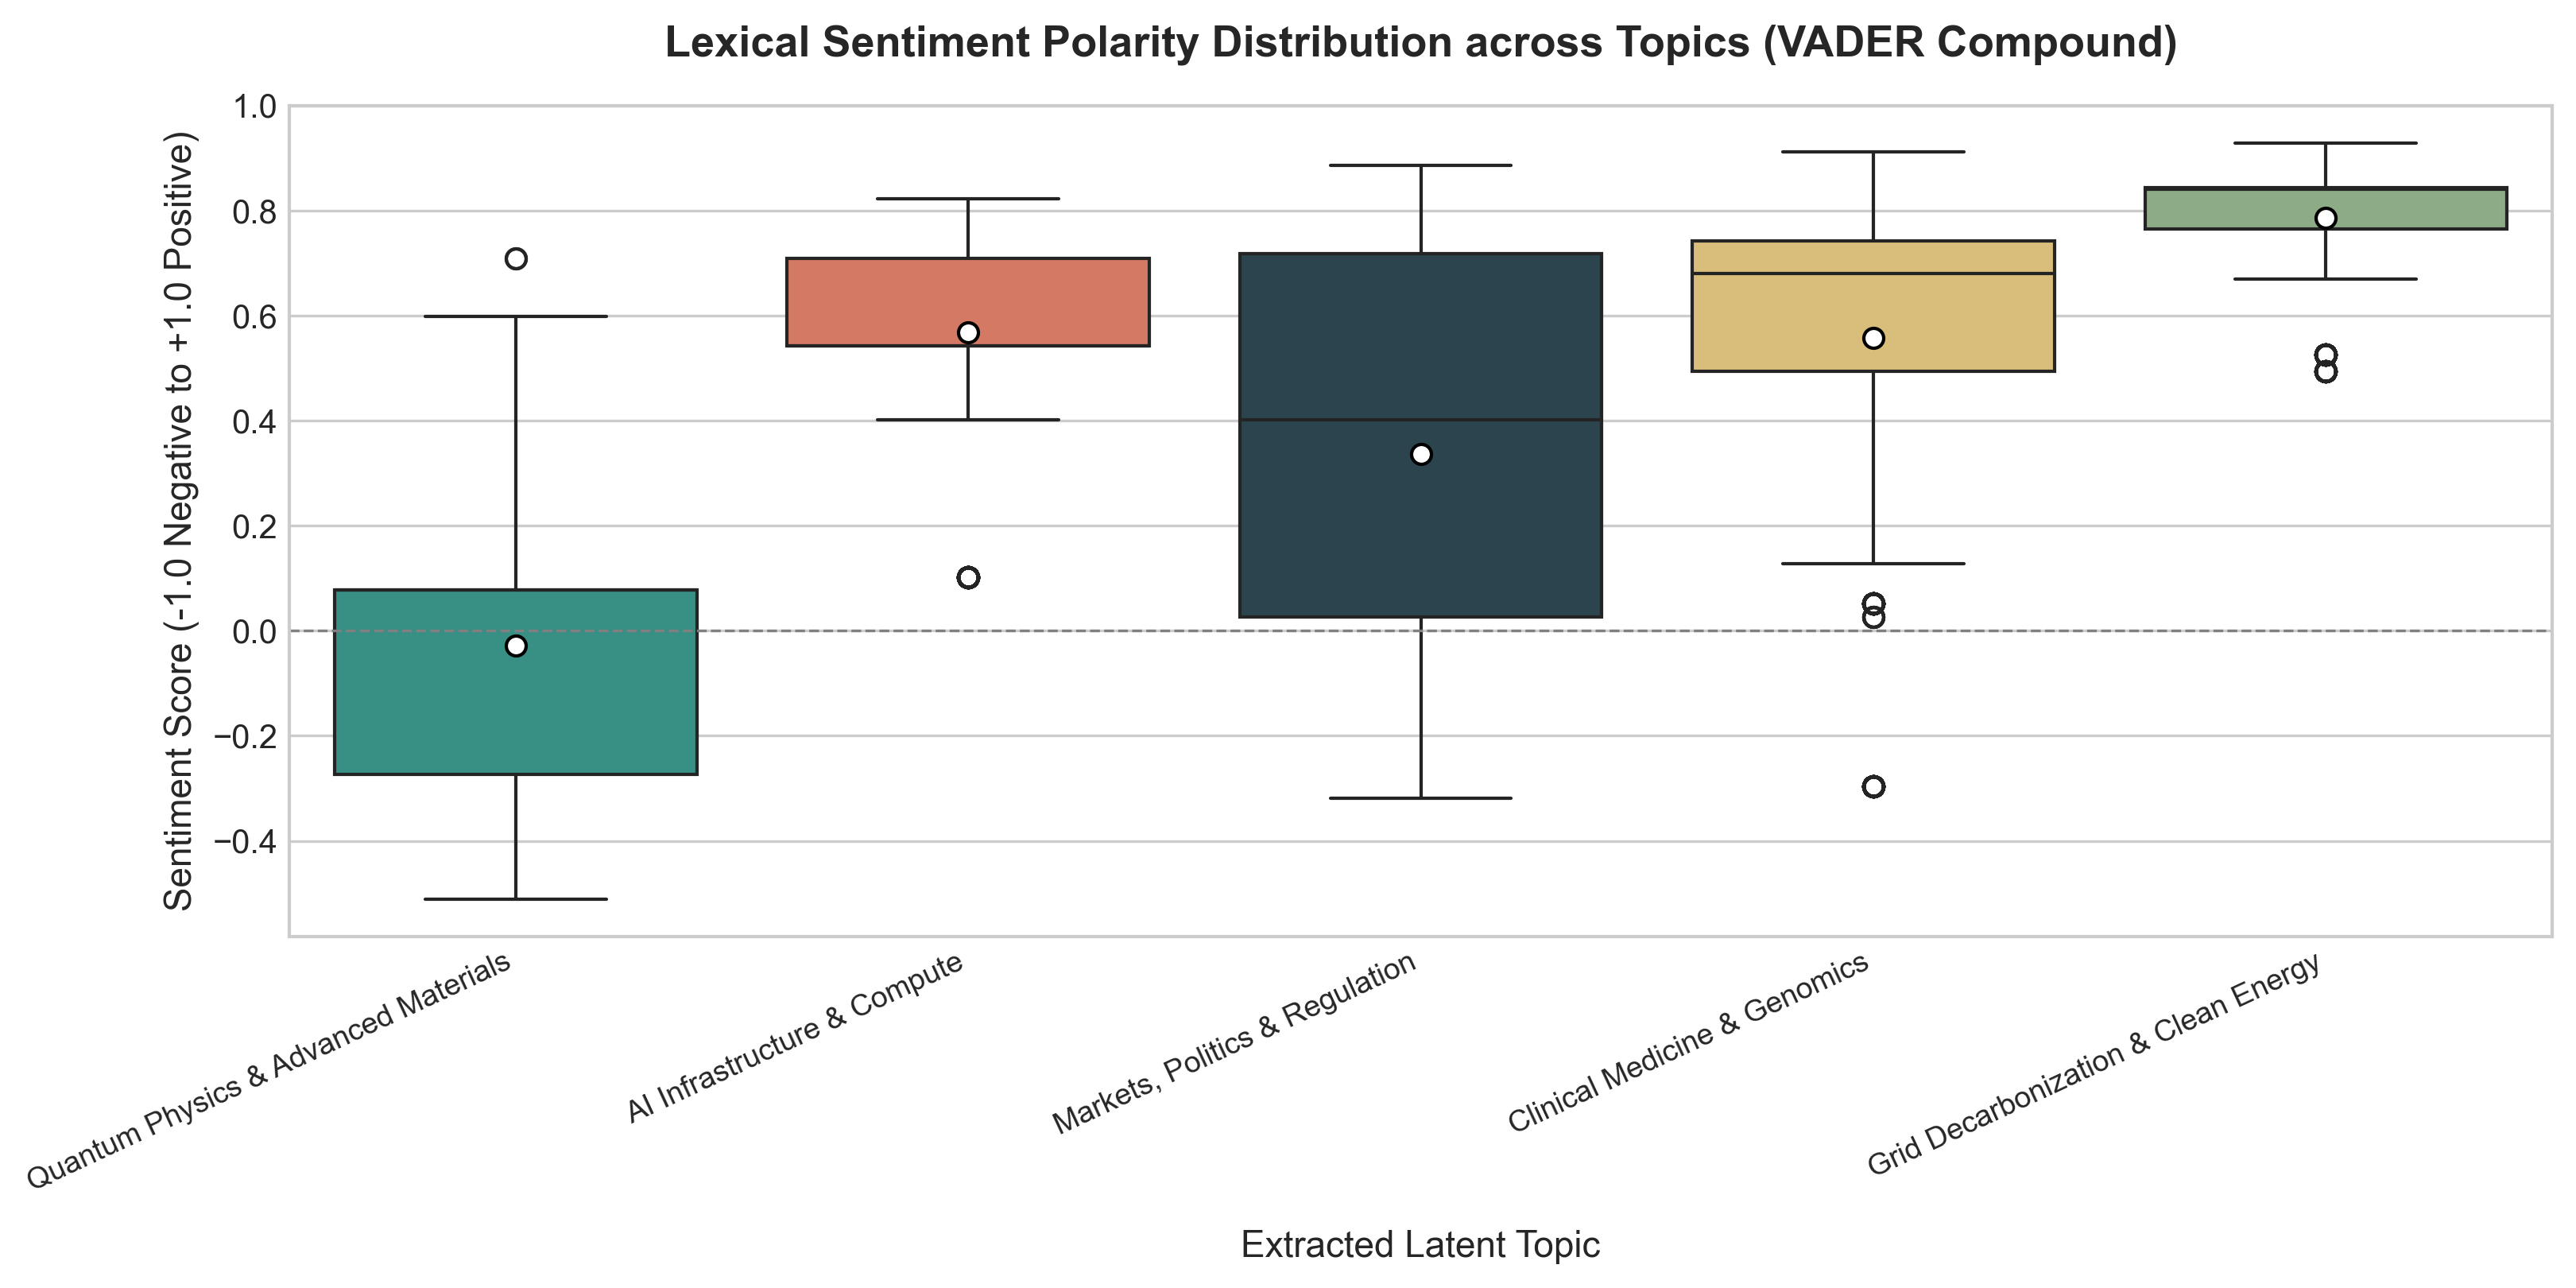 Lexical Sentiment Polarity Distribution across Topics (VADER Compound)
Sentiment Score (-1.0 Negative to +1.0 Positive)
1.0
0.8
0.6
0.4
0.2
0.0
−0.2
−0.4
Quantum Physics & Advanced Materials
AI Infrastructure & Compute
Markets, Politics & Regulation
Clinical Medicine & Genomics
Grid Decarbonization & Clean Energy
Extracted Latent Topic